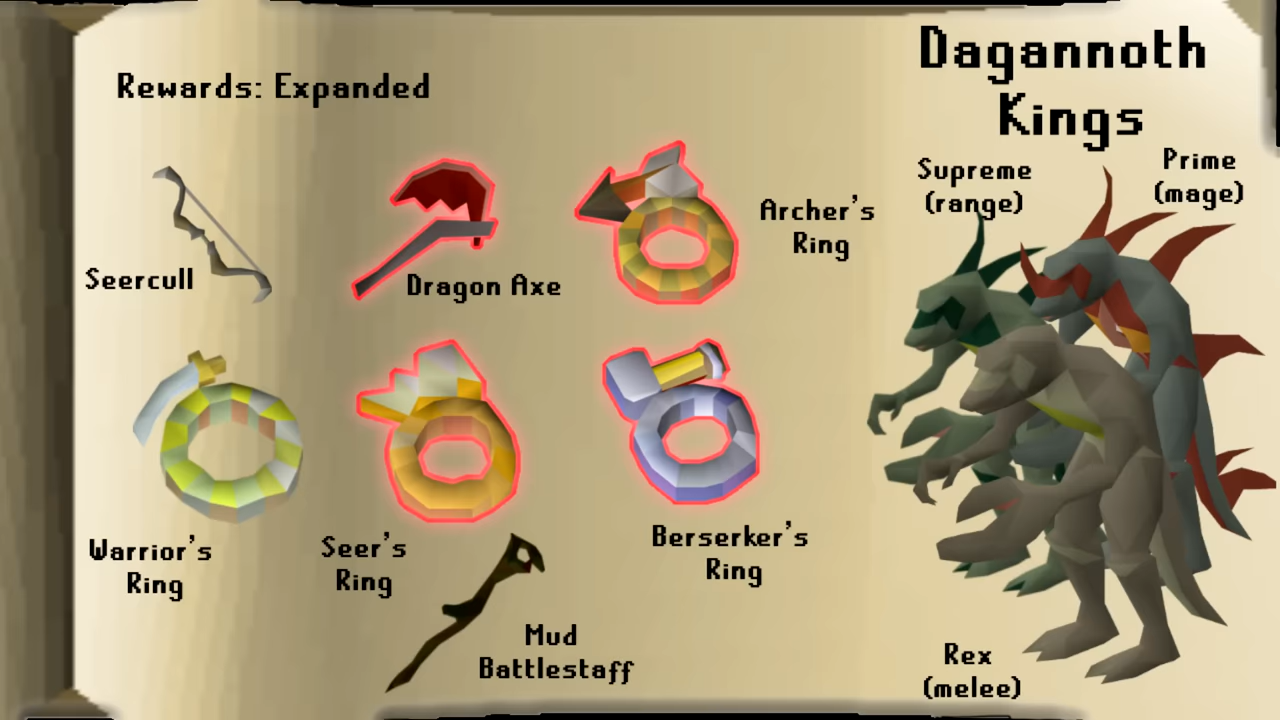 Dagannoth
Kings
Rewards: Expanded
Supreme
(range)
Prime
(mage)
Seercull
Dragon Axe
Archer's
Ring
Warrior's
Ring
Seer's
Ring
Berserker's
Ring
Mud
Battlestaff
Rex
(melee)